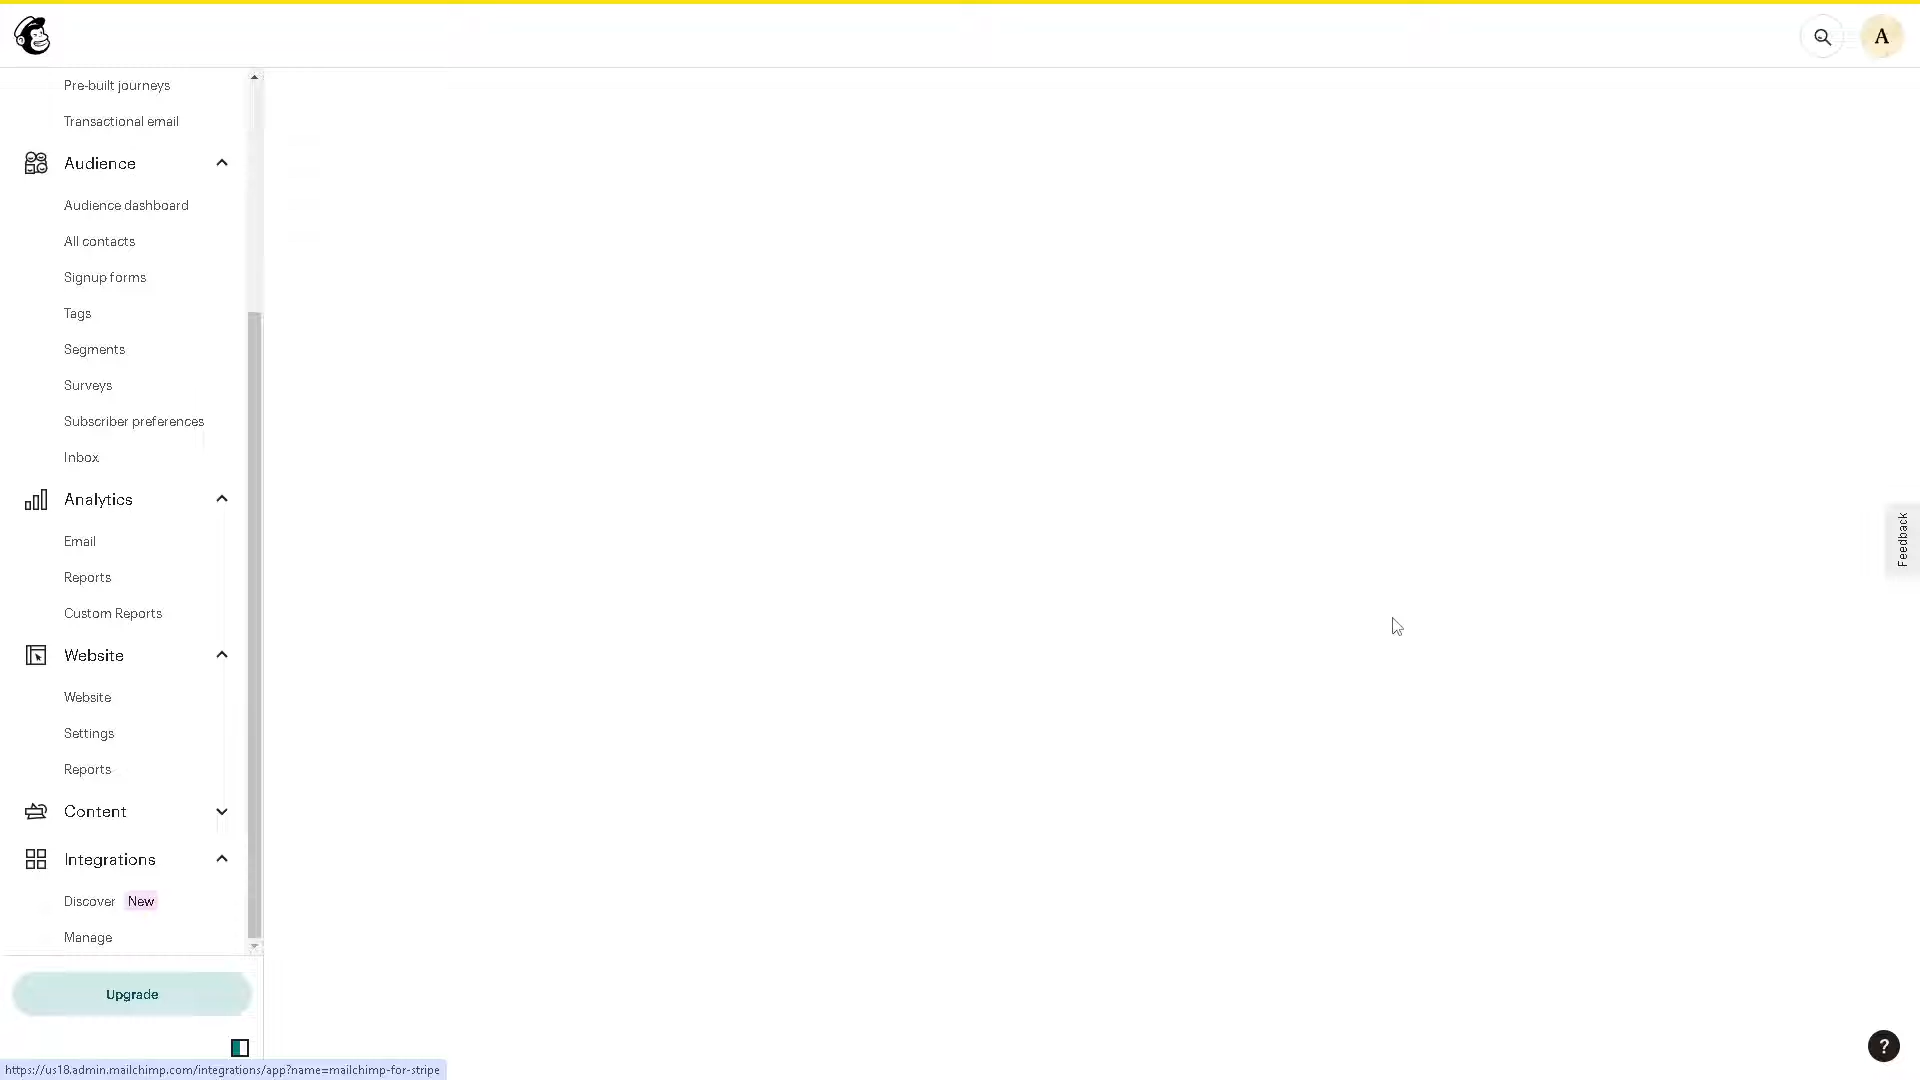 A
Pre-built journeys
Transactional email
Audience
Audience dashboard
All contacts
Signup forms
Tags
Segments
Surveys
Subscriber preferences
Inbox
Analytics
Email
Reports
Custom Reports
Website
Website
Settings
Reports
Content
Integrations
Discover New
Manage
Upgrade
Feedback
?
https://us18.admin.mailchimp.com/integrations/app?name=mailchimp-for-stripe